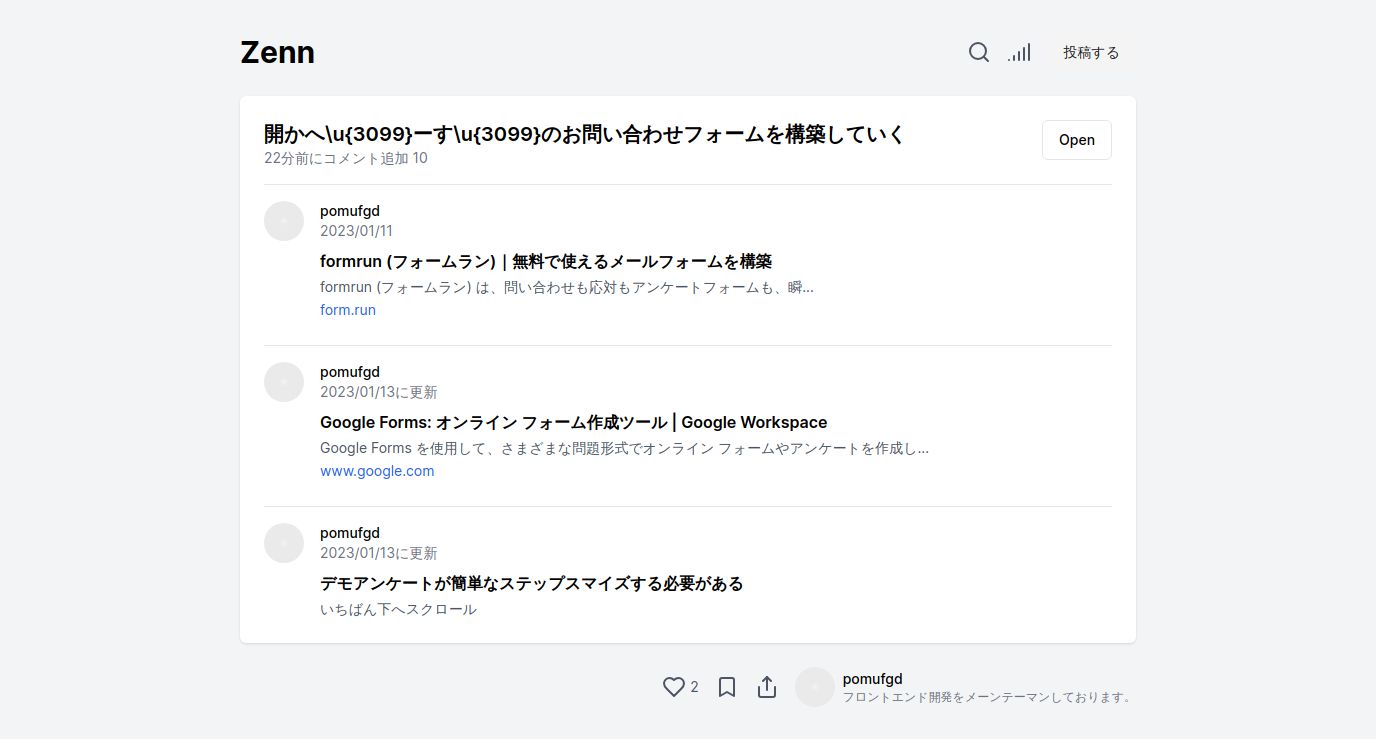 Zenn
投稿する
開かへ\u{3099}ーす\u{3099}のお問い合わせフォームを構築していく
Open
22分前にコメント追加 10
pomufgd
2023/01/11
formrun (フォームラン)｜無料で使えるメールフォームを構築
formrun (フォームラン) は、問い合わせも応対もアンケートフォームも、瞬...
form.run
pomufgd
2023/01/13に更新
Google Forms: オンライン フォーム作成ツール | Google Workspace
Google Forms を使用して、さまざまな問題形式でオンライン フォームやアンケートを作成し...
www.google.com
pomufgd
2023/01/13に更新
デモアンケートが簡単なステップスマイズする必要がある
いちばん下へスクロール
2
pomufgd
フロントエンド開発をメーンテーマンしております。